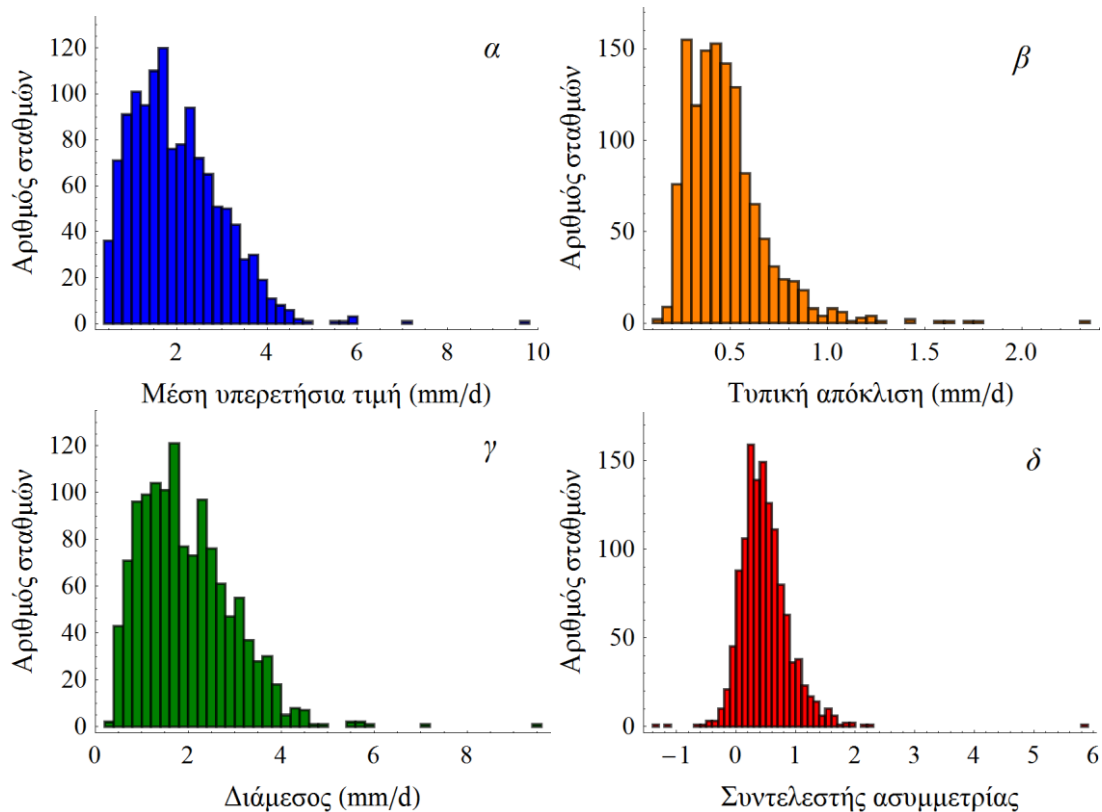 α
Αριθμός σταθμών
120
100
80
60
40
20
0
2 4 6 8 10
Μέση υπερετήσια τιμή (mm/d)
β
Αριθμός σταθμών
150
100
50
0
0.5 1.0 1.5 2.0
Τυπική απόκλιση (mm/d)
γ
Αριθμός σταθμών
120
100
80
60
40
20
0
0 2 4 6 8
Διάμεσος (mm/d)
δ
Αριθμός σταθμών
150
100
50
0
−1 0 1 2 3 4 5 6
Συντελεστής ασυμμετρίας